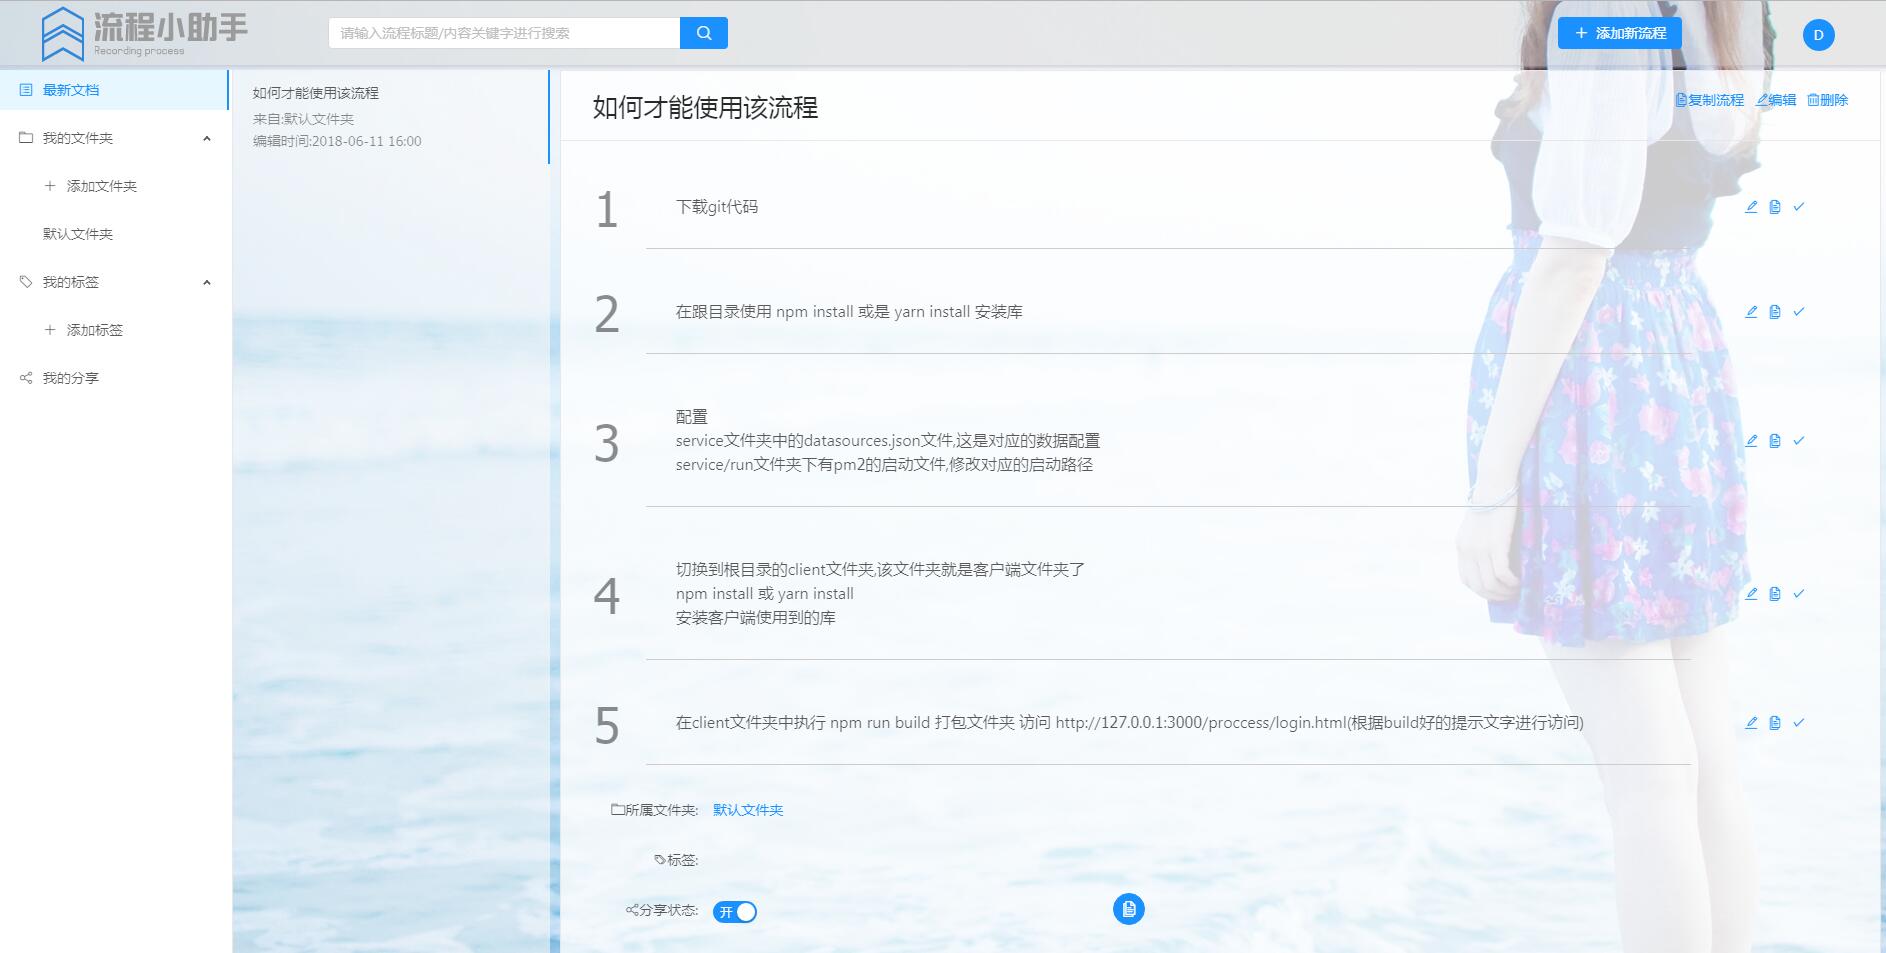 流程小助手
Recording process
请输入流程标题/内容关键字进行搜索
添加新流程
D
最新文档
我的文件夹
添加文件夹
默认文件夹
我的标签
添加标签
我的分享
如何才能使用该流程
来自:默认文件夹
编辑时间:2018-06-11 16:00
如何才能使用该流程
复制流程 编辑 删除
1 下载git代码
2 在跟目录使用 npm install 或是 yarn install 安装库
3 配置
service文件夹中的datasources.json文件,这是对应的数据配置
service/run文件夹下有pm2的启动文件,修改对应的启动路径
4 切换到根目录的client文件夹,该文件夹就是客户端文件夹了
npm install 或 yarn install
安装客户端使用到的库
5 在client文件夹中执行 npm run build 打包文件夹 访问 http://127.0.0.1:3000/proccess/login.html(根据build好的提示文字进行访问)
所属文件夹: 默认文件夹
标签:
分享状态: 开